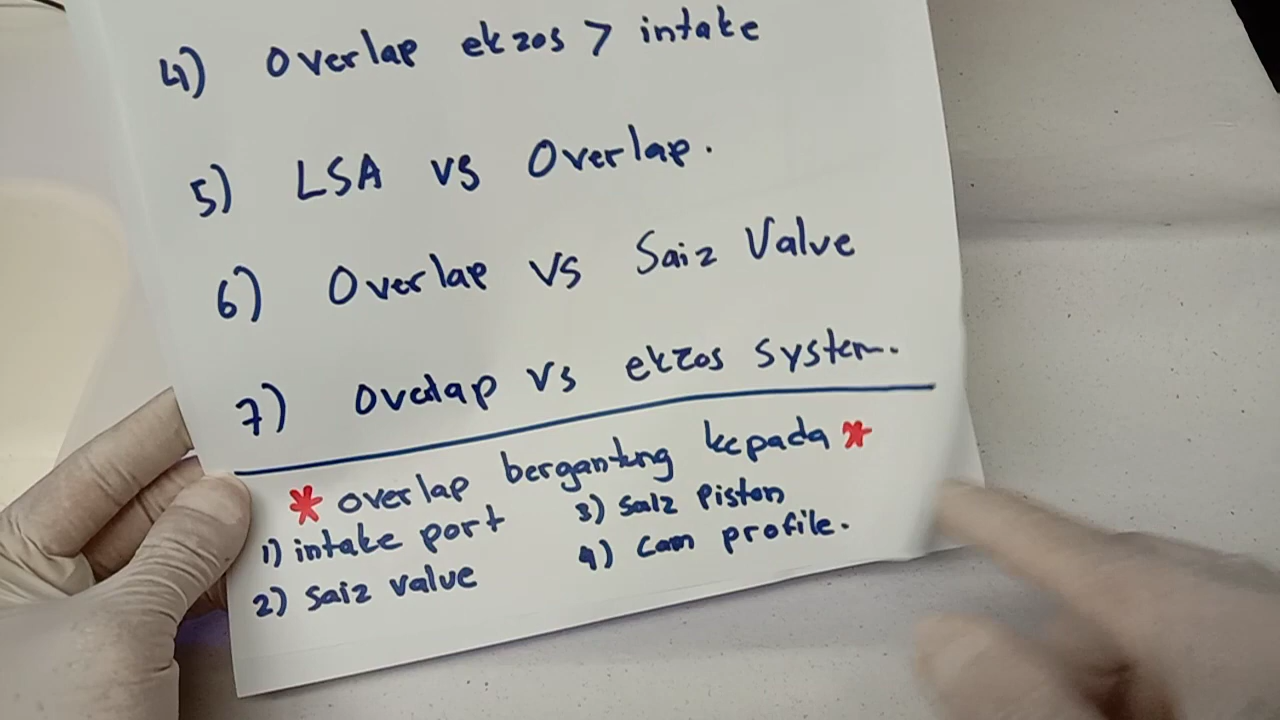 4) Overlap ekzos > intake
5) LSA vs Overlap.
6) Overlap vs Saiz Valve
7) Overlap vs ekzos system.
* overlap bergantung kepada *
1) intake port
2) saiz valve
3) saiz piston
4) cam profile.